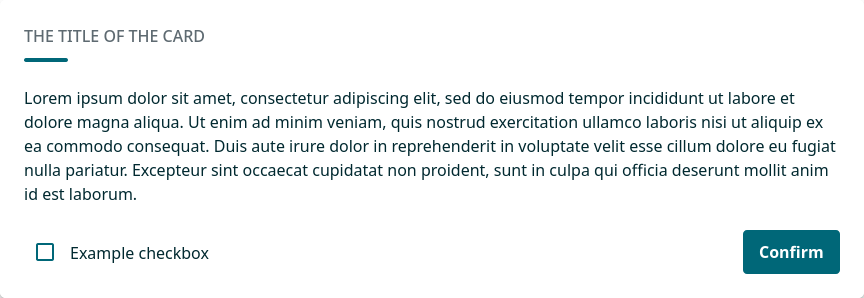 THE TITLE OF THE CARD
Lorem ipsum dolor sit amet, consectetur adipiscing elit, sed do eiusmod tempor incididunt ut labore et
dolore magna aliqua. Ut enim ad minim veniam, quis nostrud exercitation ullamco laboris nisi ut aliquip ex
ea commodo consequat. Duis aute irure dolor in reprehenderit in voluptate velit esse cillum dolore eu fugiat
nulla pariatur. Excepteur sint occaecat cupidatat non proident, sunt in culpa qui officia deserunt mollit anim
id est laborum.
Example checkbox
Confirm